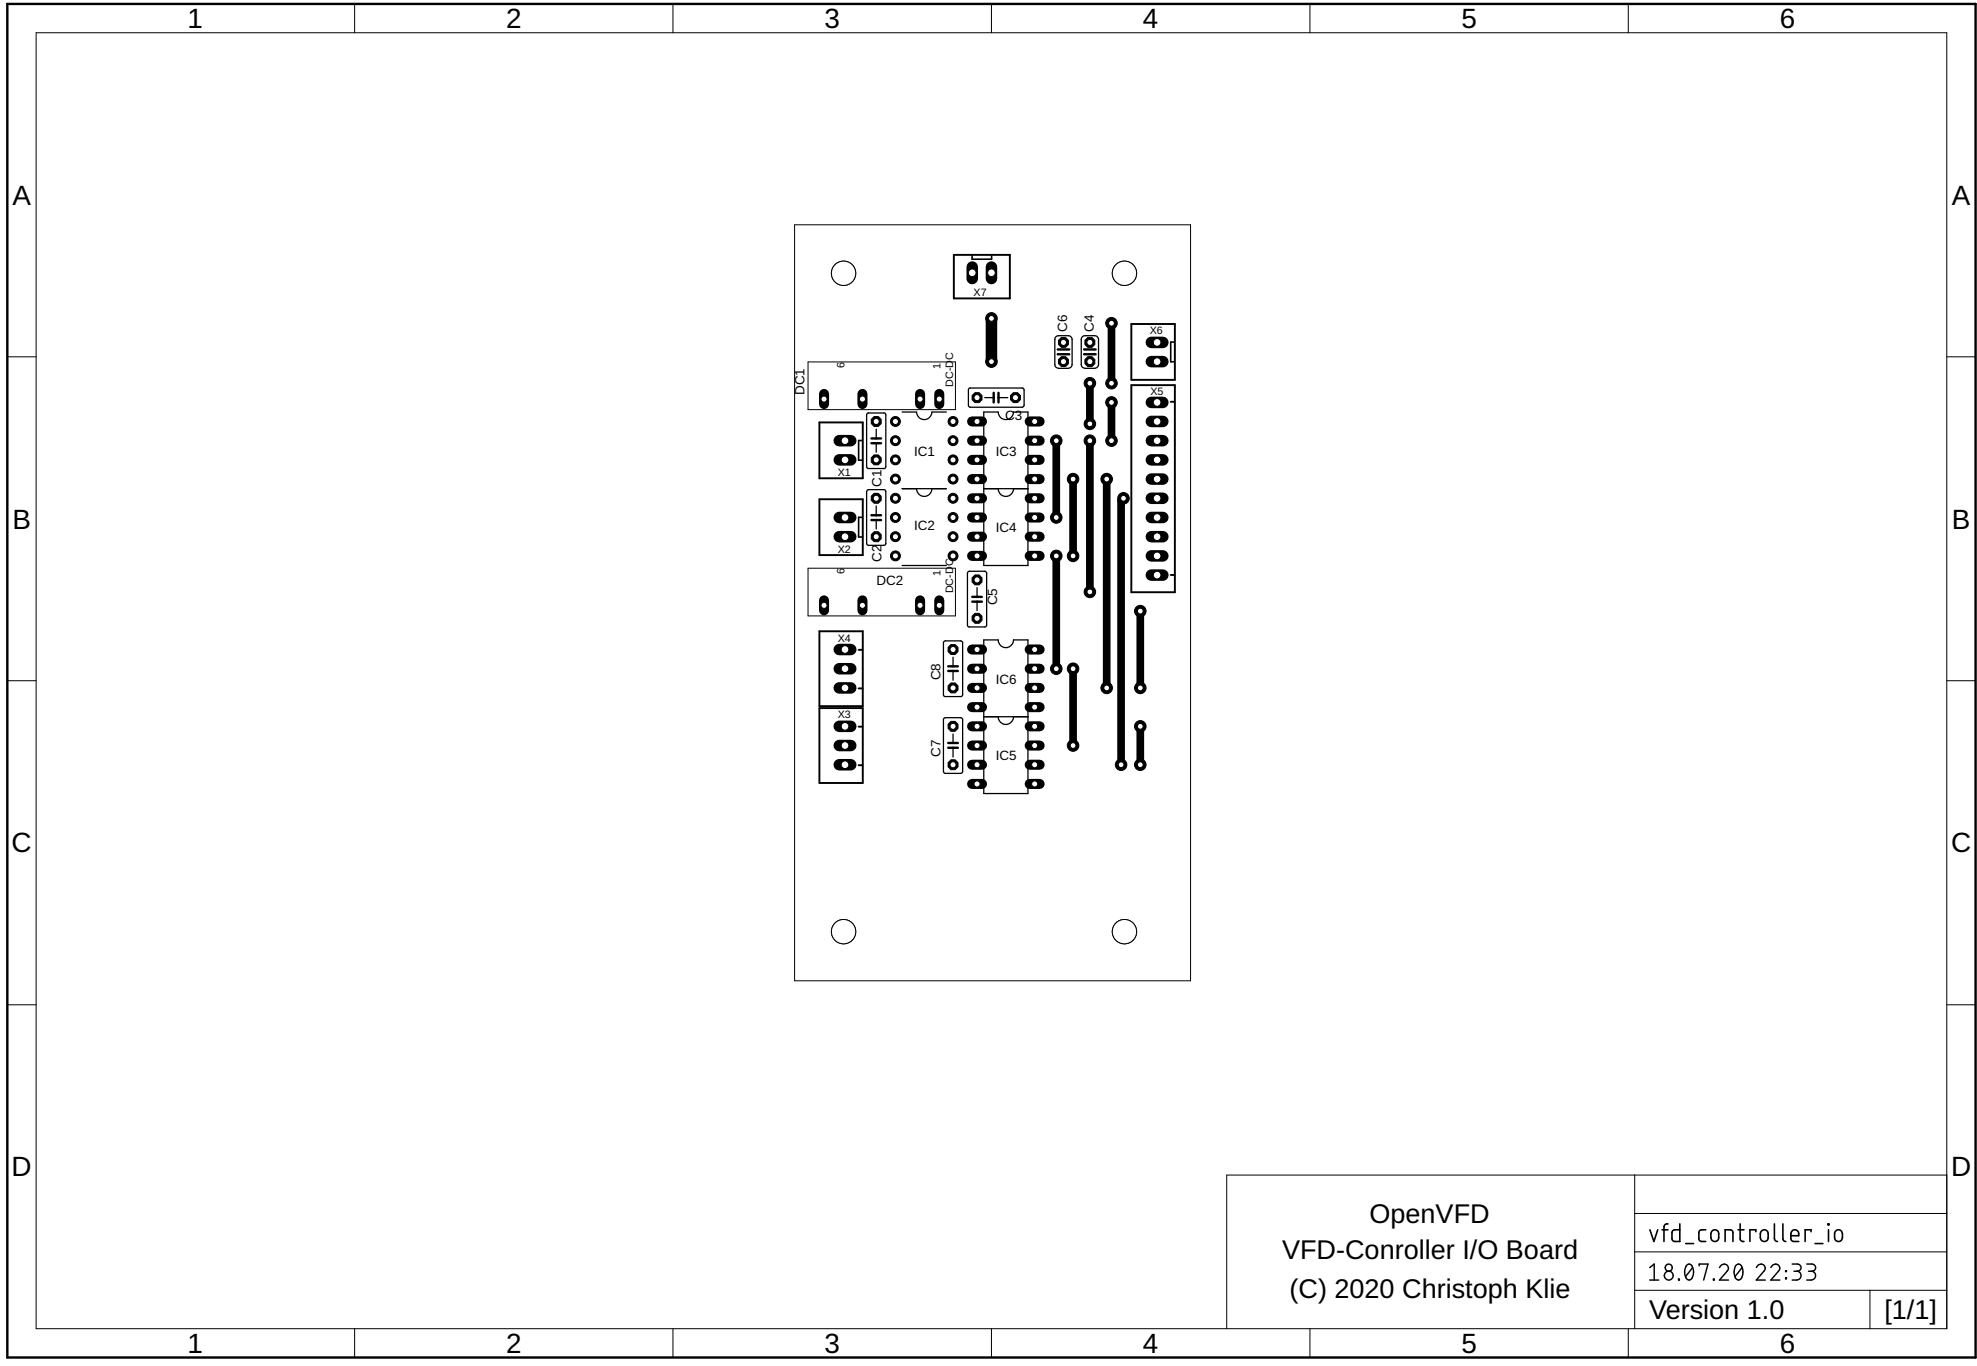 1 2 3 4 5 6
A A
X7
C6 C4
X6
DC1 6 1 DC-DC
X5
C3
IC1 IC3
X1 C1
IC2 IC4
B B
X2 C2
6 DC2 1 DC-DC
C5
X4
C8 IC6
X3
C7 IC5
C C
D D
OpenVFD
VFD-Conroller I/O Board
(C) 2020 Christoph Klie
vfd_controller_io
18.07.20 22:33
Version 1.0 [1/1]
1 2 3 4 5 6